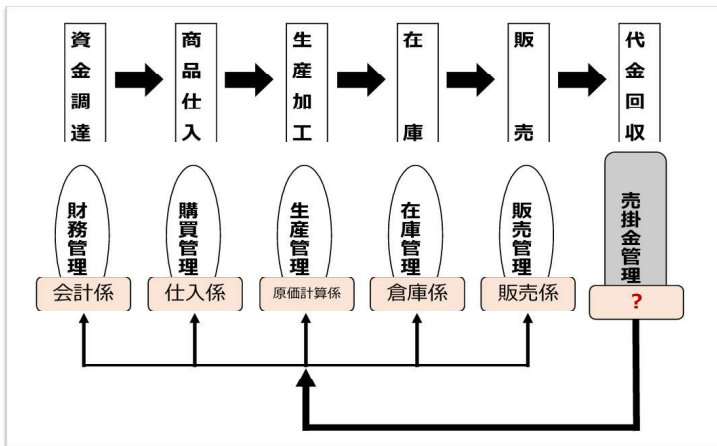 資金調達
商品仕入
生産加工
在庫
販売
代金回収
財務管理
購買管理
生産管理
在庫管理
販売管理
売掛金管理
会計係
仕入係
原価計算係
倉庫係
販売係
?